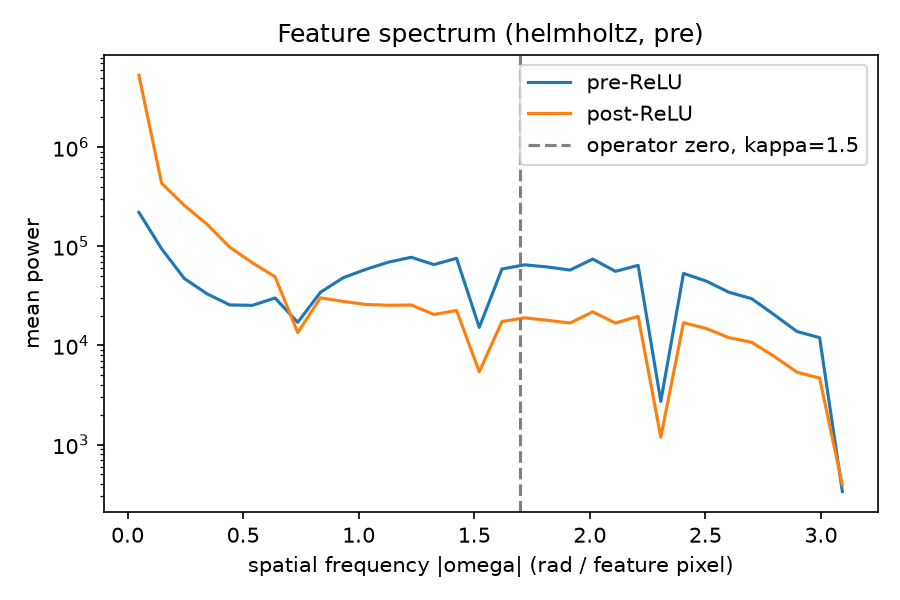 Feature spectrum (helmholtz, pre)
pre-ReLU
post-ReLU
operator zero, kappa=1.5
mean power
10^6
10^5
10^4
10^3
0.0 0.5 1.0 1.5 2.0 2.5 3.0
spatial frequency |omega| (rad / feature pixel)